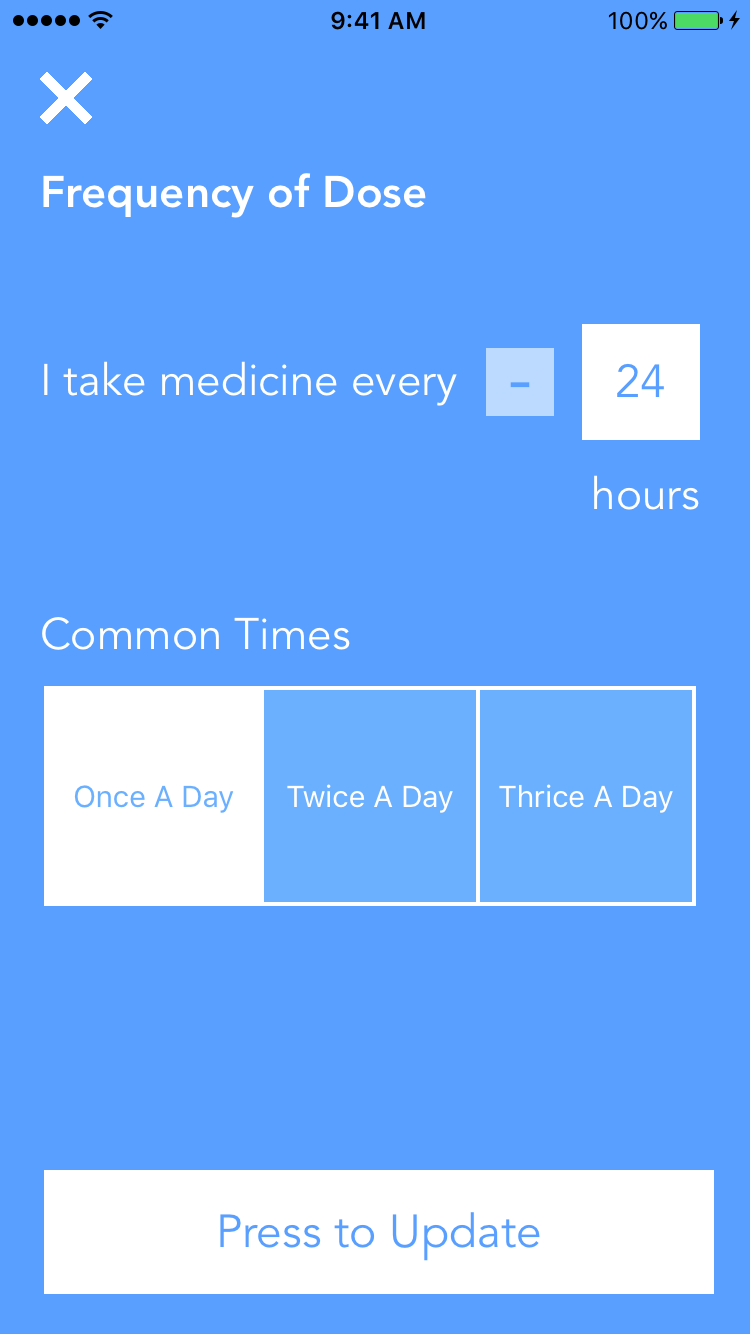 9:41 AM 100%
Frequency of Dose
I take medicine every - 24
hours
Common Times
Once A Day Twice A Day Thrice A Day
Press to Update